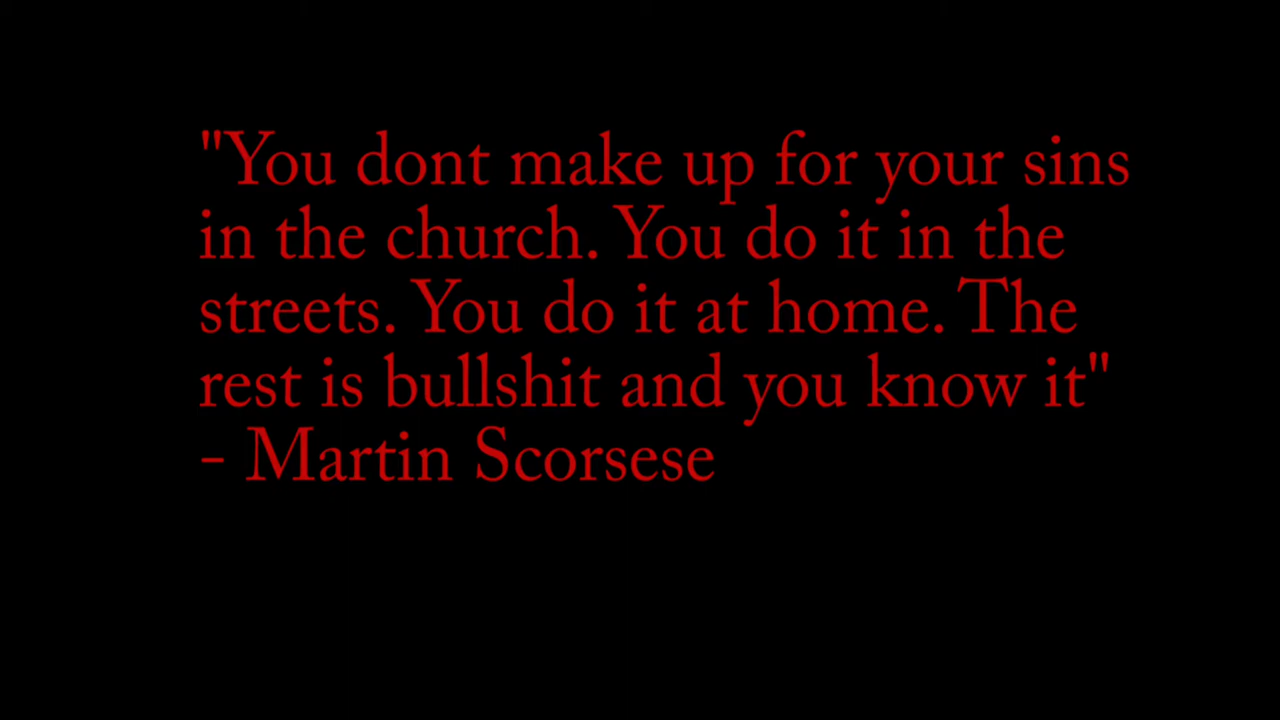 "You dont make up for your sins
in the church. You do it in the
streets. You do it at home. The
rest is bullshit and you know it"
- Martin Scorsese